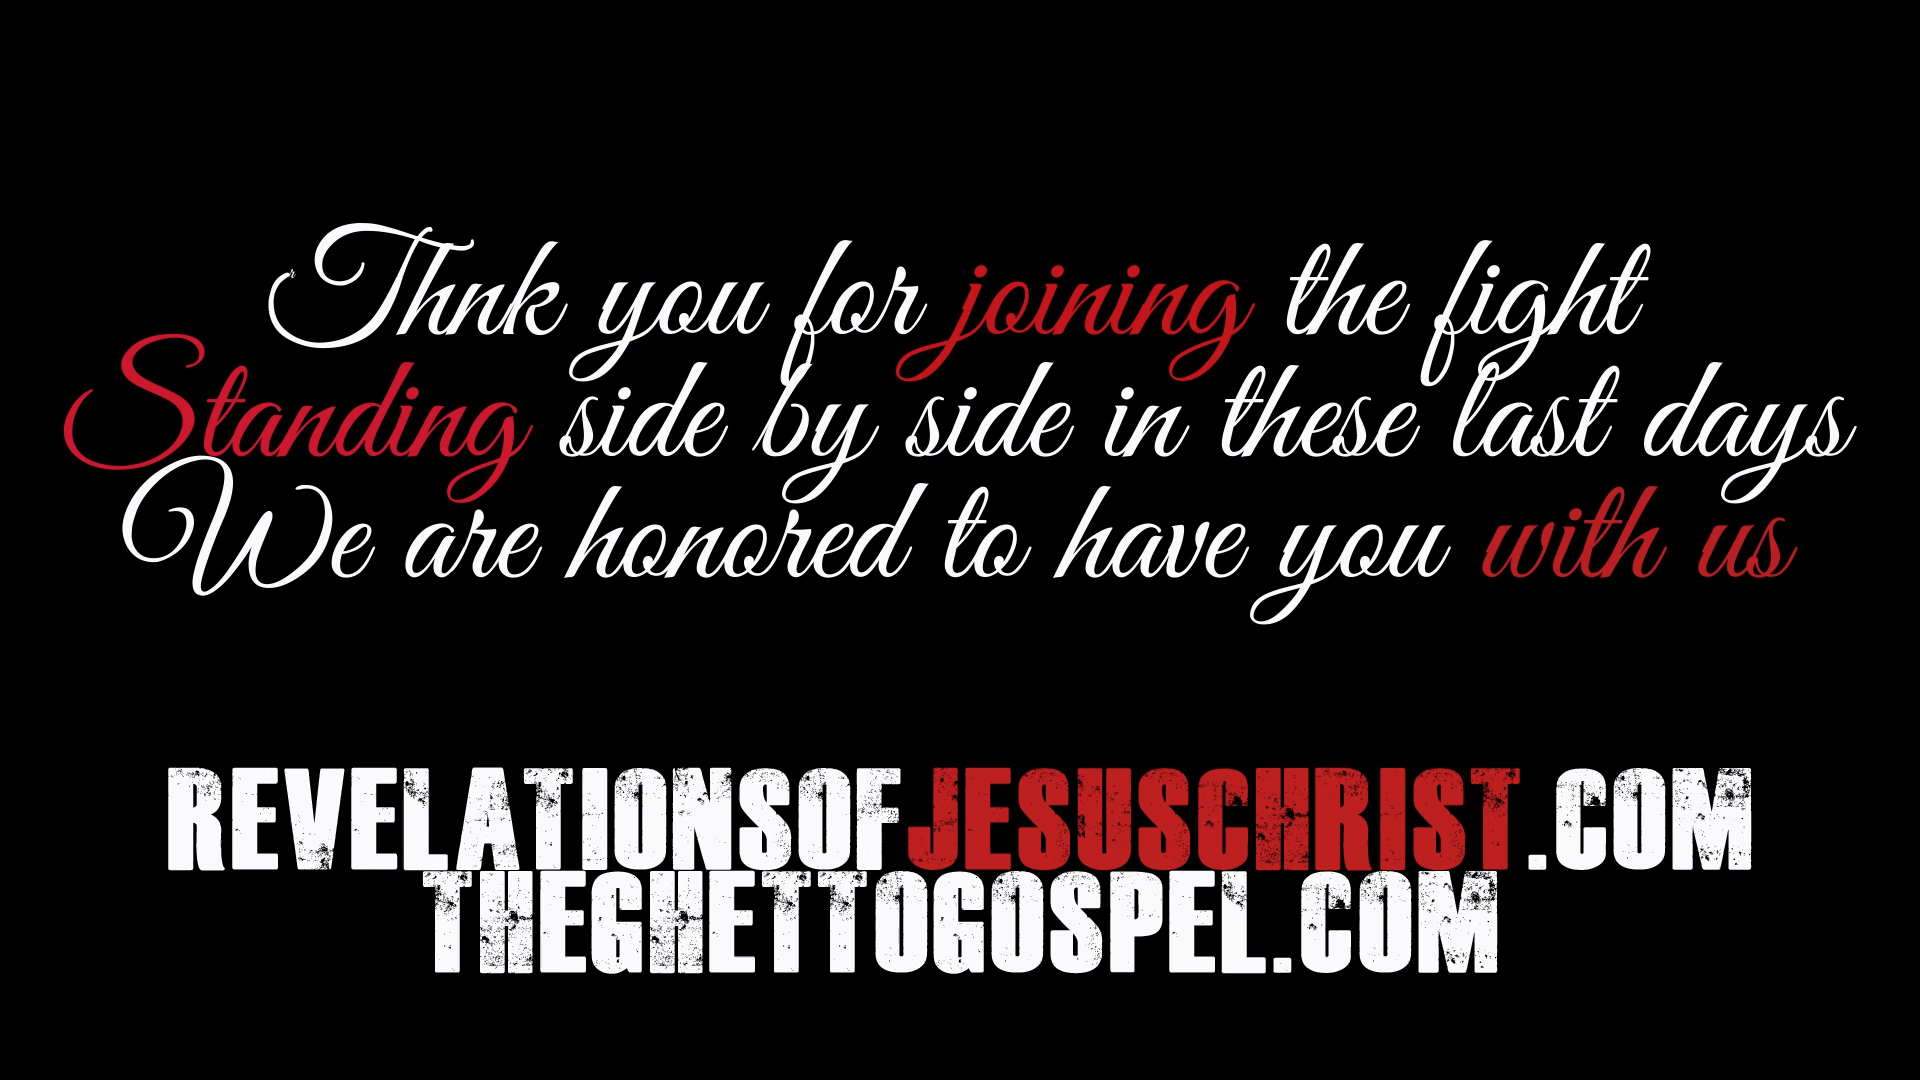 Thnk you for joining the fight
Standing side by side in these last days
We are honored to have you with us
REVELATIONSOFJESUSCHRIST.COM
THEGHETTOGOSPEL.COM